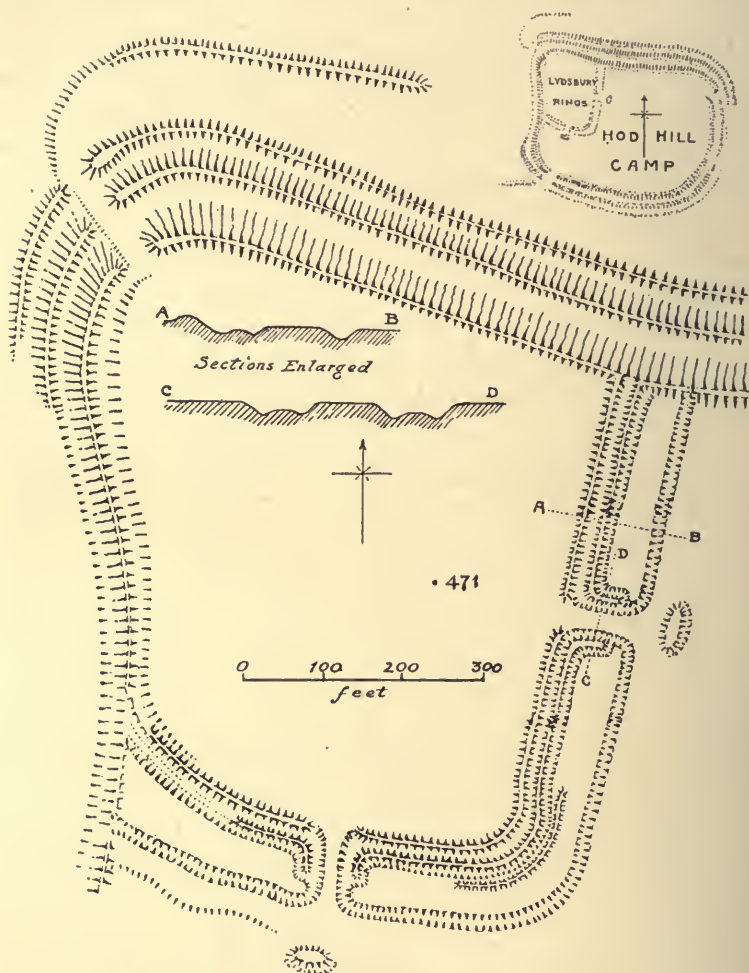 LYDSBURY
RINGS
HOD HILL
CAMP
A B
Sections Enlarged
C D
A
B
D
• 471
C
0 100 200 300
feet